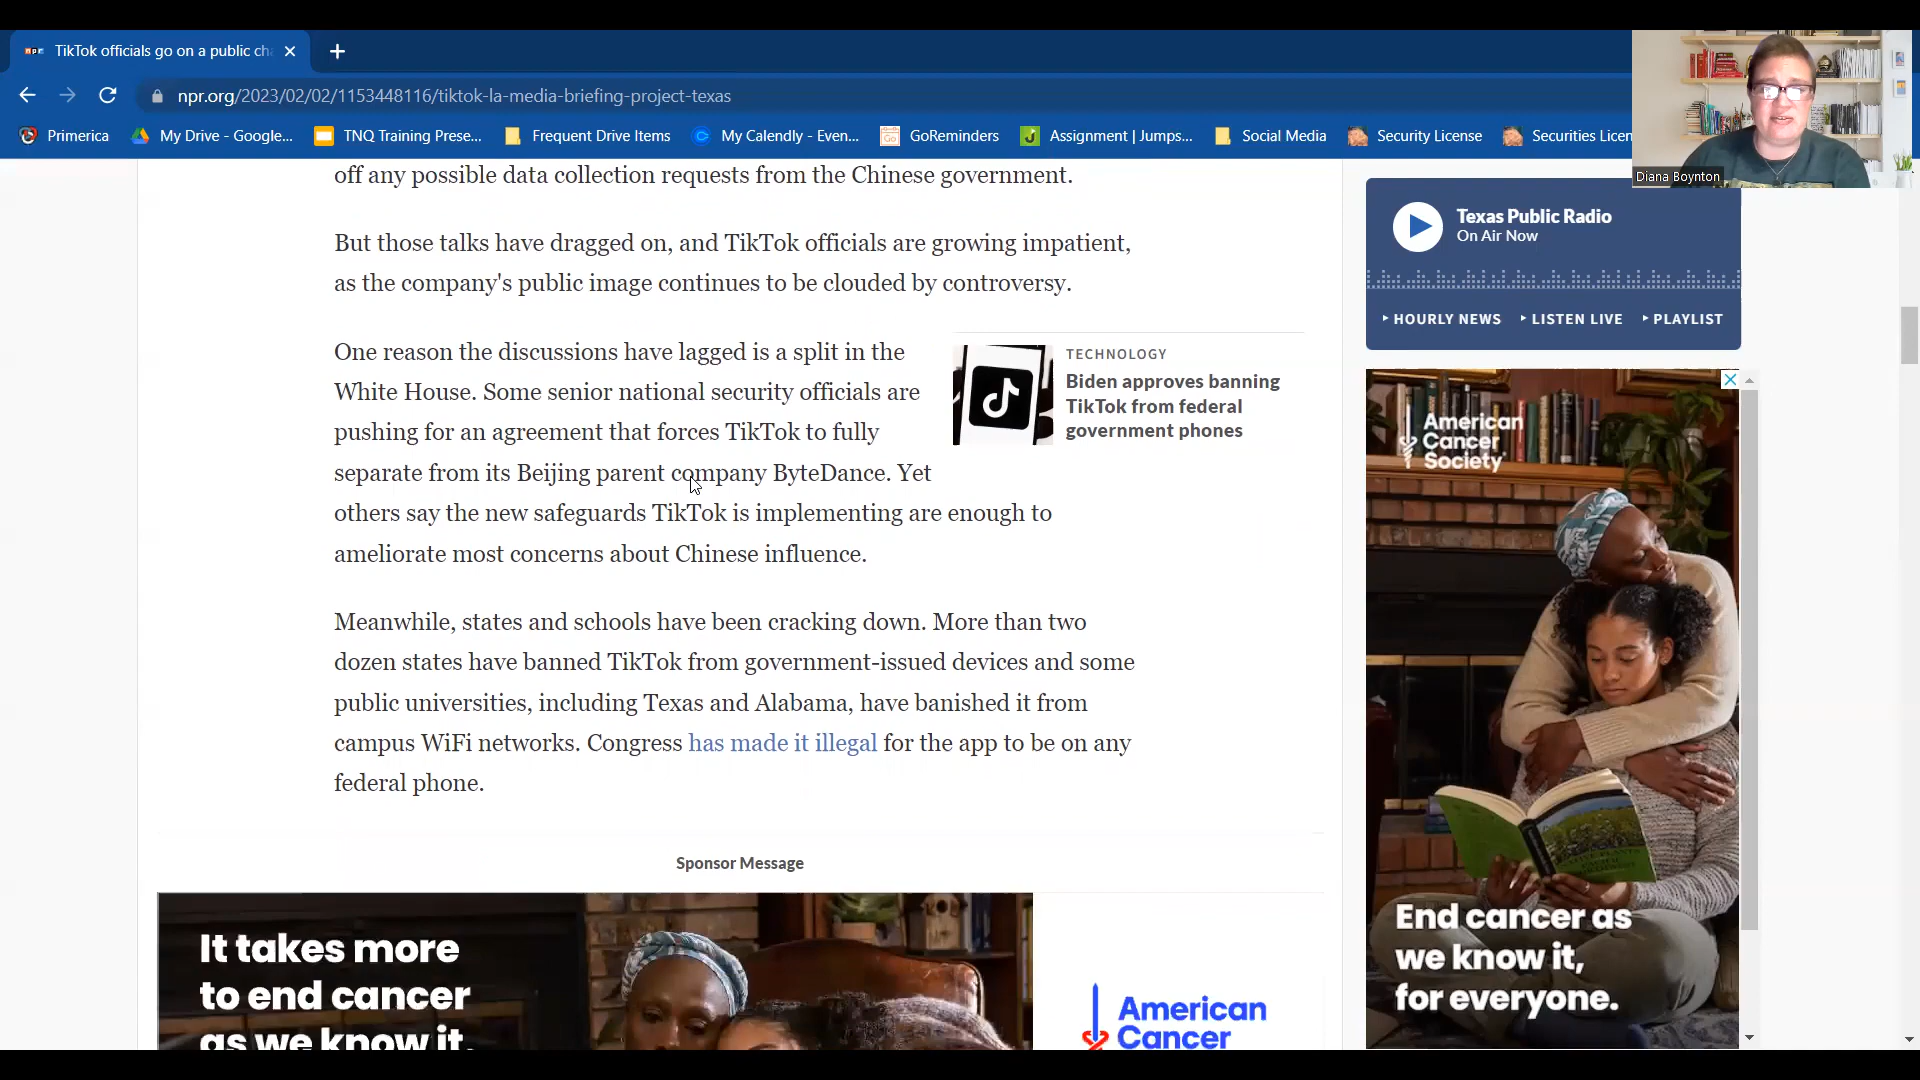 TikTok officials go on a public cha
npr.org/2023/02/02/1153448116/tiktok-la-media-briefing-project-texas
Primerica
My Drive - Google...
TNQ Training Prese...
Frequent Drive Items
My Calendly - Even...
GoReminders
Assignment | Jumps...
Social Media
Security License
Securities Licen
Diana Boynton
off any possible data collection requests from the Chinese government.
But those talks have dragged on, and TikTok officials are growing impatient,
as the company's public image continues to be clouded by controversy.
One reason the discussions have lagged is a split in the
White House. Some senior national security officials are
pushing for an agreement that forces TikTok to fully
separate from its Beijing parent company ByteDance. Yet
others say the new safeguards TikTok is implementing are enough to
ameliorate most concerns about Chinese influence.
TECHNOLOGY
Biden approves banning
TikTok from federal
government phones
Meanwhile, states and schools have been cracking down. More than two
dozen states have banned TikTok from government-issued devices and some
public universities, including Texas and Alabama, have banished it from
campus WiFi networks. Congress has made it illegal for the app to be on any
federal phone.
Sponsor Message
It takes more
to end cancer
as we know it.
American
Cancer
Texas Public Radio
On Air Now
HOURLY NEWS
LISTEN LIVE
PLAYLIST
American
Cancer
Society
End cancer as
we know it,
for everyone.